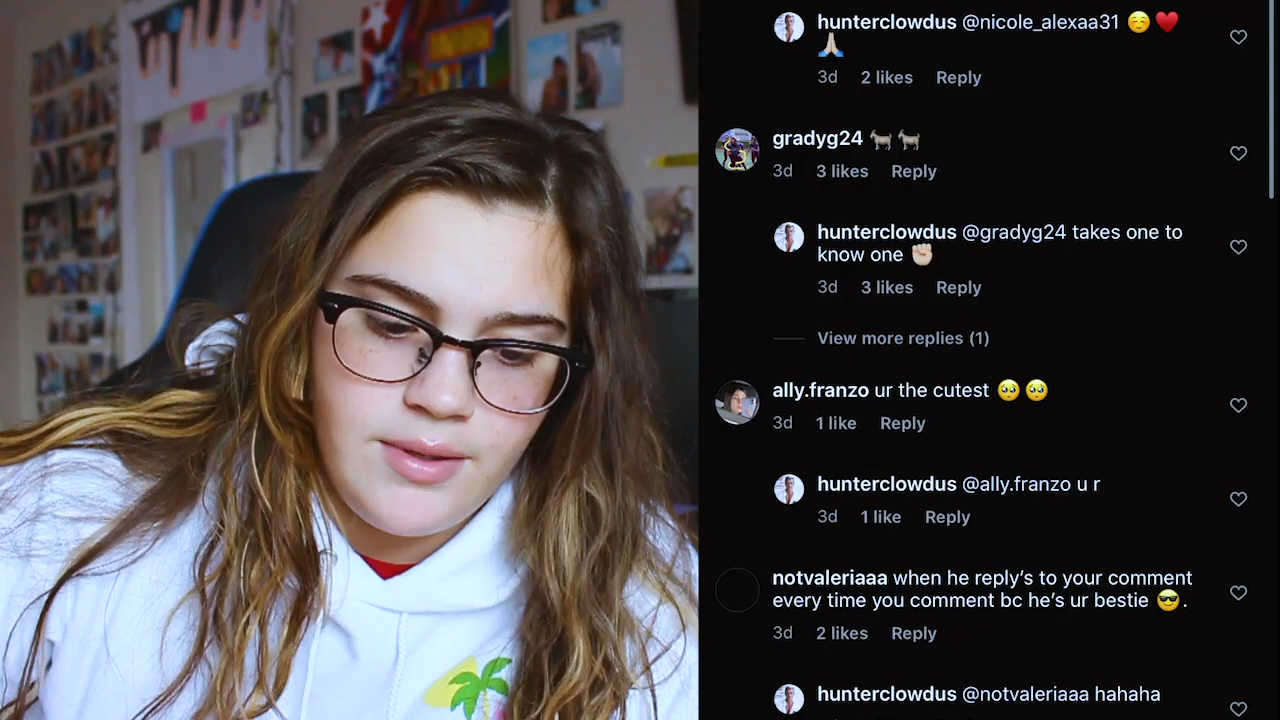 hunterclowdus @nicole_alexaa31 ☺️♥️
🙏🏻
3d 2 likes Reply
gradyg24 🐐🐐
3d 3 likes Reply
hunterclowdus @gradyg24 takes one to
know one ✊🏻
3d 3 likes Reply
View more replies (1)
ally.franzo ur the cutest 🥺🥺
3d 1 like Reply
hunterclowdus @ally.franzo u r
3d 1 like Reply
notvaleriaaa when he reply’s to your comment
every time you comment bc he’s ur bestie 😎.
3d 2 likes Reply
hunterclowdus @notvaleriaaa hahaha